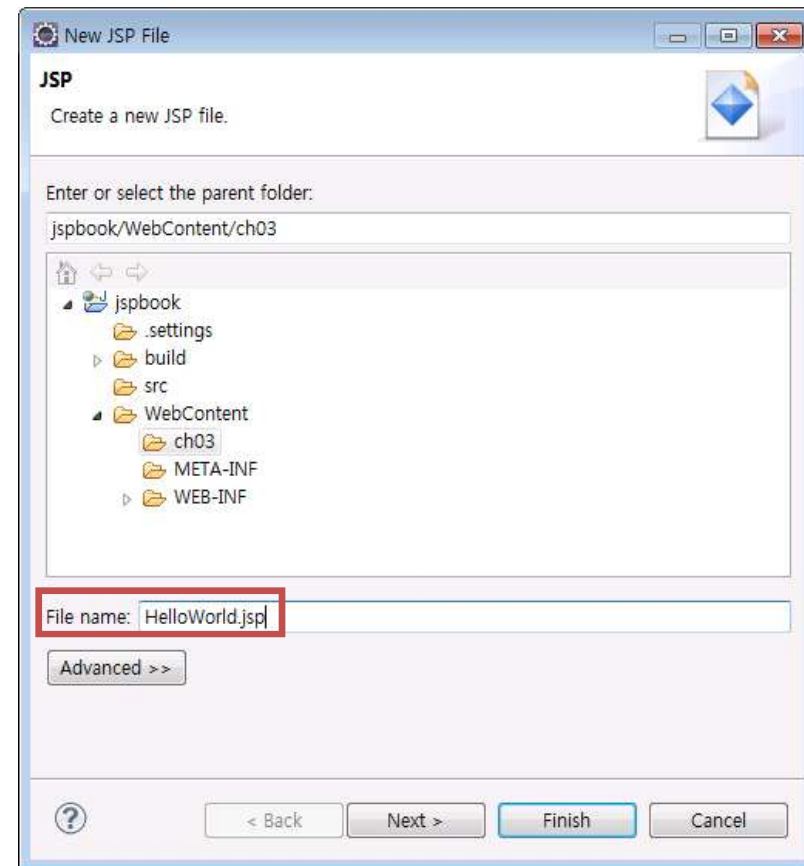 New JSP File
JSP
Create a new JSP file.
Enter or select the parent folder:
jspbook/WebContent/ch03
jspbook
.settings
build
src
WebContent
ch03
META-INF
WEB-INF
File name: HelloWorld.jsp
Advanced >>
< Back Next > Finish Cancel